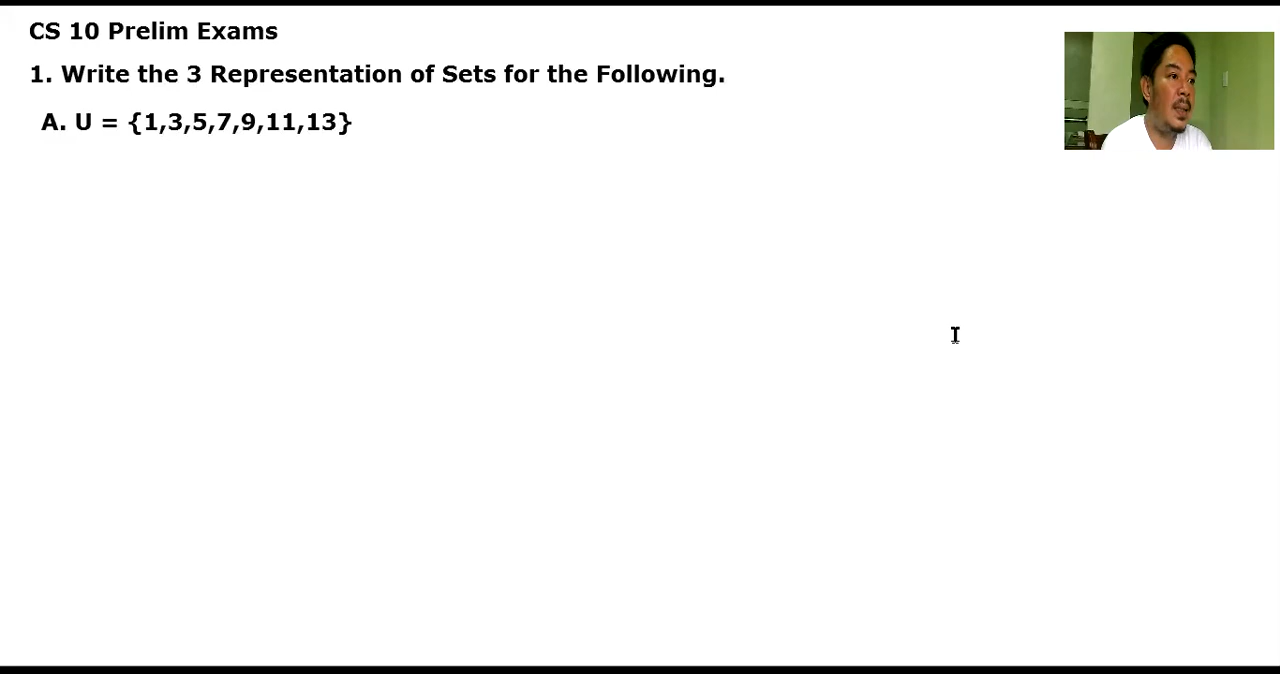 CS 10 Prelim Exams
1. Write the 3 Representation of Sets for the Following.
A. U = {1,3,5,7,9,11,13}